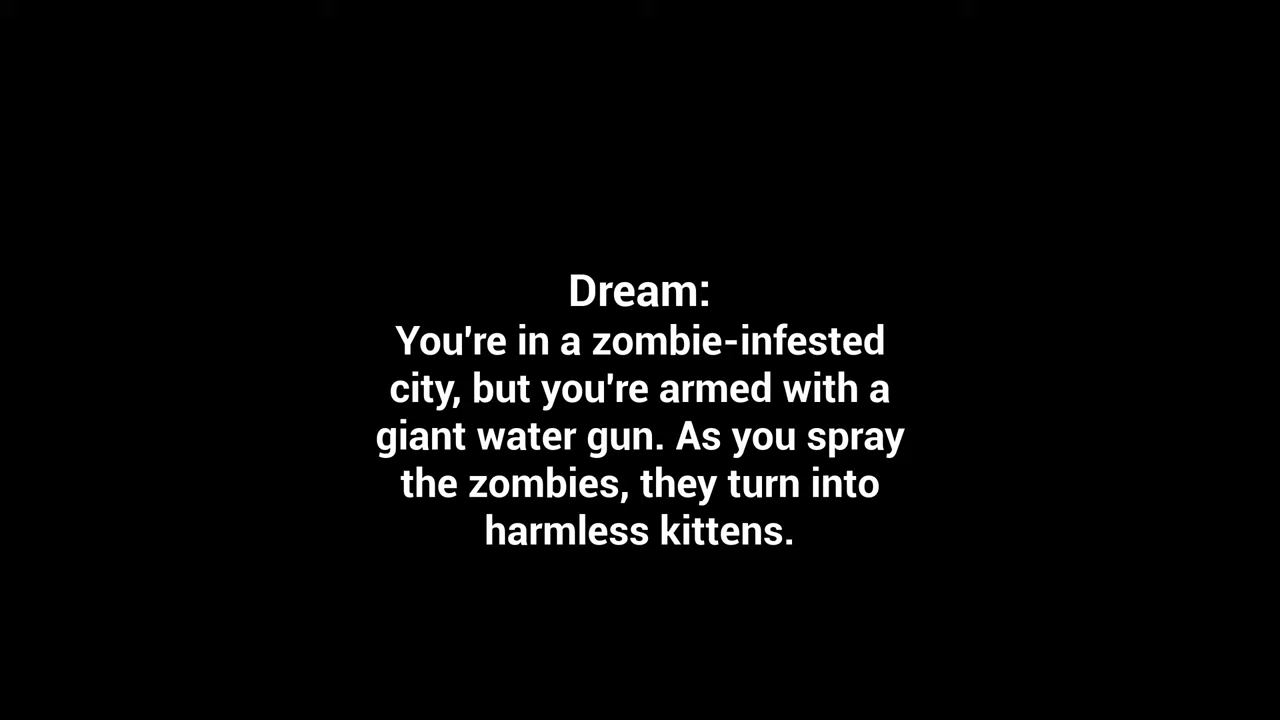 Dream:
You're in a zombie-infested
city, but you're armed with a
giant water gun. As you spray
the zombies, they turn into
harmless kittens.